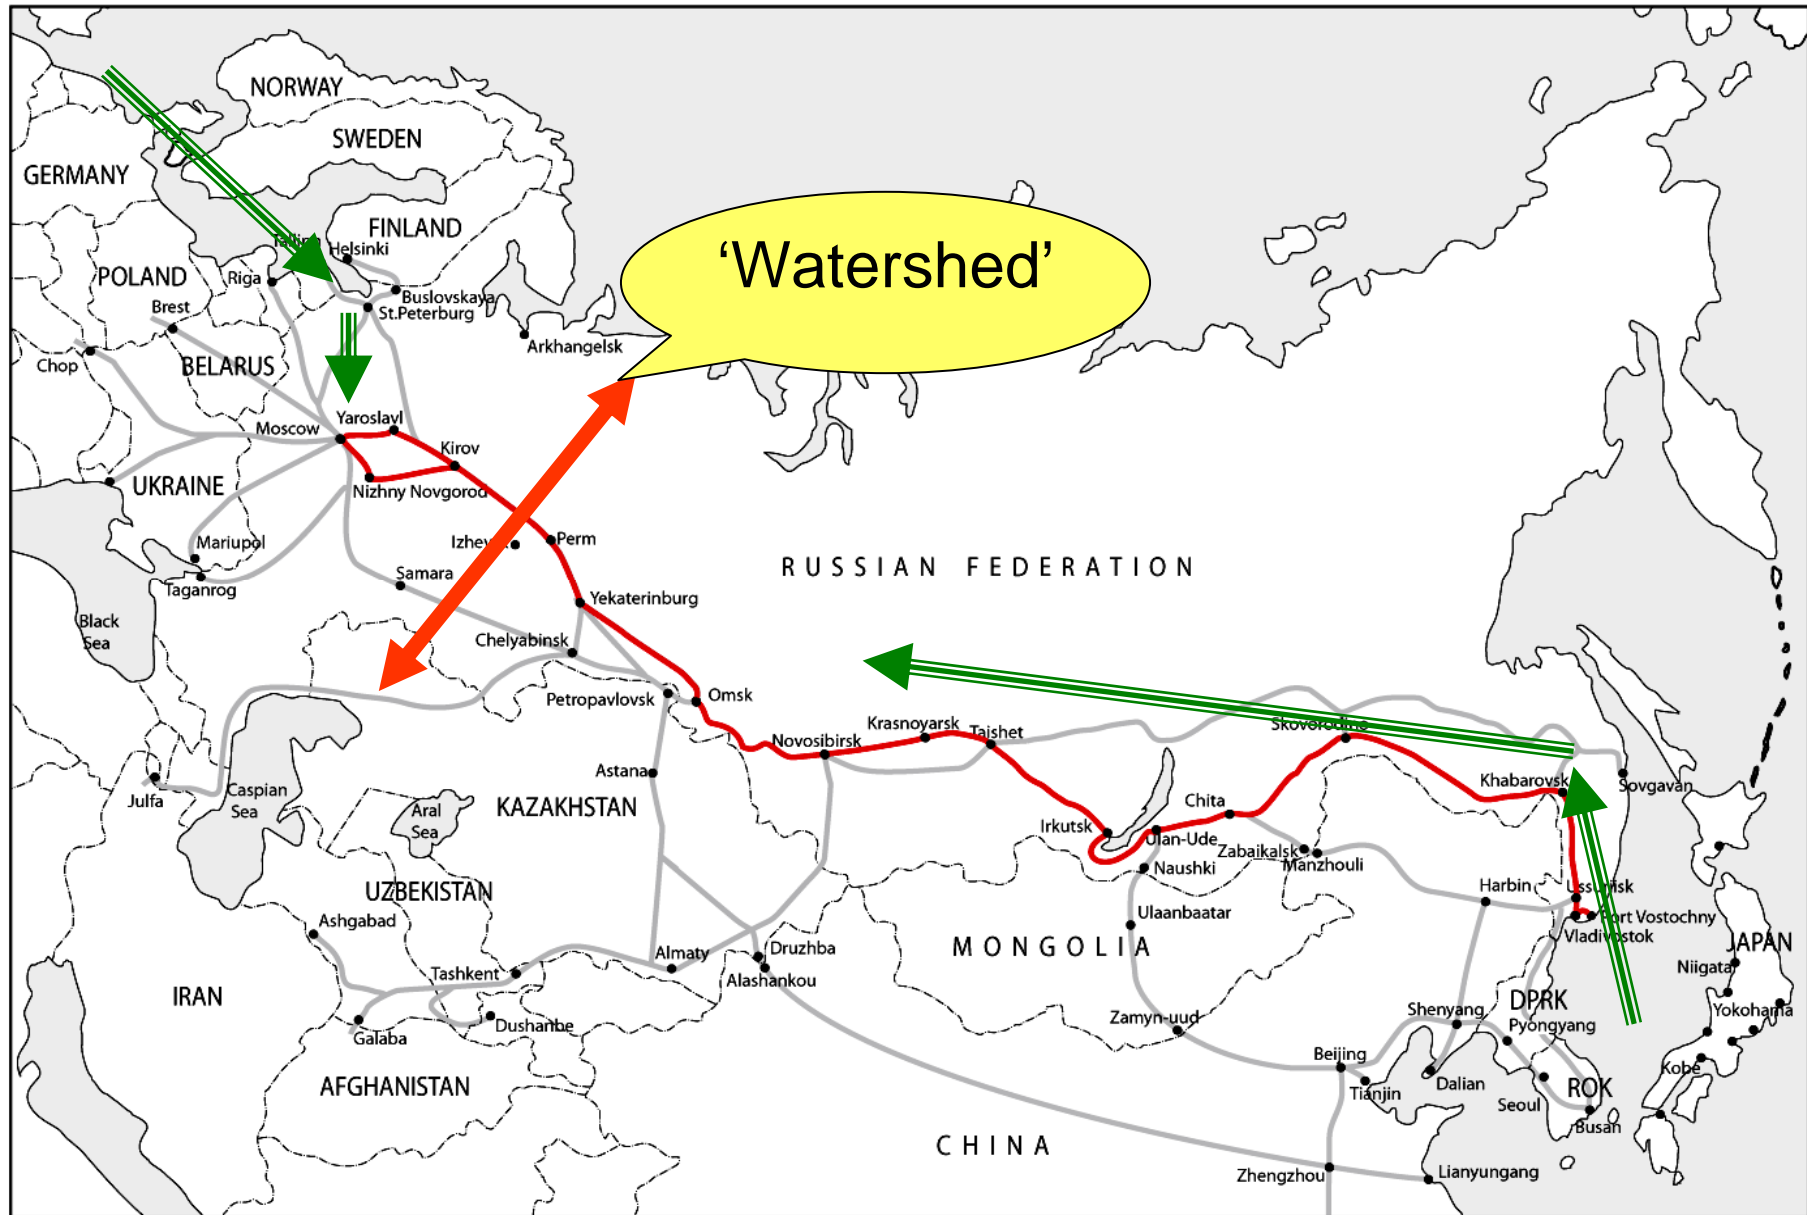 NORWAY
SWEDEN
GERMANY
FINLAND
‘Watershed’
Tallinn
Helsinki
POLAND
Riga
Buslovskaya
St.Peterburg
Brest
Arkhangelsk
Chop
BELARUS
Yaroslavl
Moscow
Kirov
UKRAINE
Nizhny Novgorod
Mariupol
Perm
RUSSIAN FEDERATION
Samara
Taganrog
Yekaterinburg
Black
Sea
Chelyabinsk
Petropavlovsk
Omsk
Krasnoyarsk
Taishet
Skovorodino
Novosibirsk
Astana
Khabarovsk
Sovgavan
Julfa
Caspian
Sea
Aral
Sea
KAZAKHSTAN
Chita
Irkutsk
Ulan-Ude
Zabaikalsk
Manzhouli
Naushki
UZBEKISTAN
Harbin
Ussuriisk
Ashgabad
Ulaanbaatar
Port Vostochny
Vladivostok
MONGOLIA
JAPAN
Almaty
Druzhba
Alashankou
Tashkent
Niigata
IRAN
DPRK
Shenyang
Yokohama
Zamyn-uud
Pyongyang
Dushanbe
Galaba
Beijing
Kobe
AFGHANISTAN
Tianjin
Dalian
ROK
Seoul
Busan
CHINA
Zhengzhou
Lianyungang